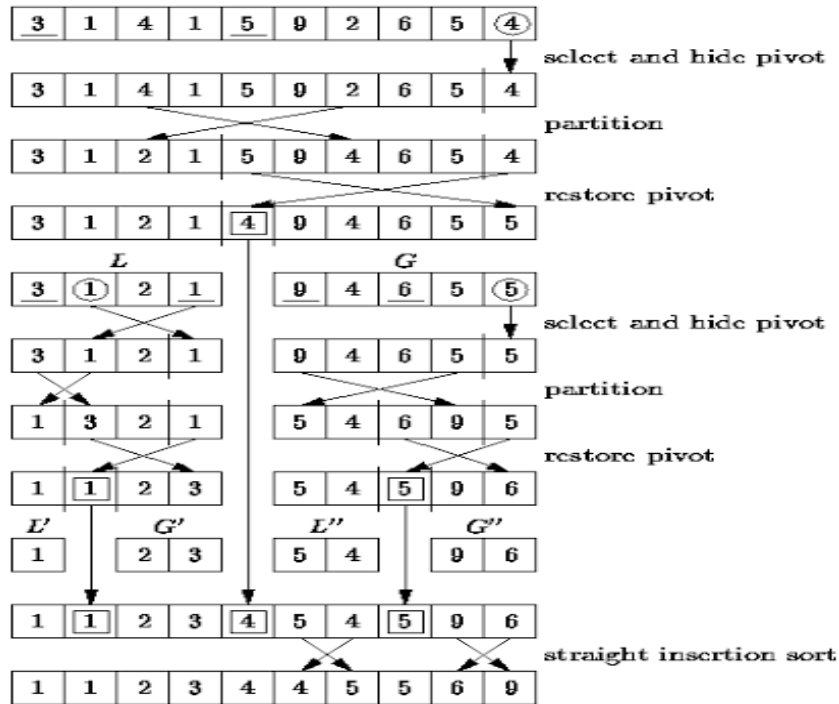 3 1 4 1 5 9 2 6 5 4
select and hide pivot
3 1 4 1 5 9 2 6 5 4
partition
3 1 2 1 5 9 4 6 5 4
restore pivot
3 1 2 1 4 9 4 6 5 5
L G
3 1 2 1 9 4 6 5 5
select and hide pivot
3 1 2 1 9 4 6 5 5
partition
1 3 2 1 5 4 6 9 5
restore pivot
1 1 2 3 5 4 5 9 6
L' G' L'' G''
1 2 3 5 4 9 6
1 1 2 3 4 5 4 5 9 6
straight insertion sort
1 1 2 3 4 4 5 5 6 9